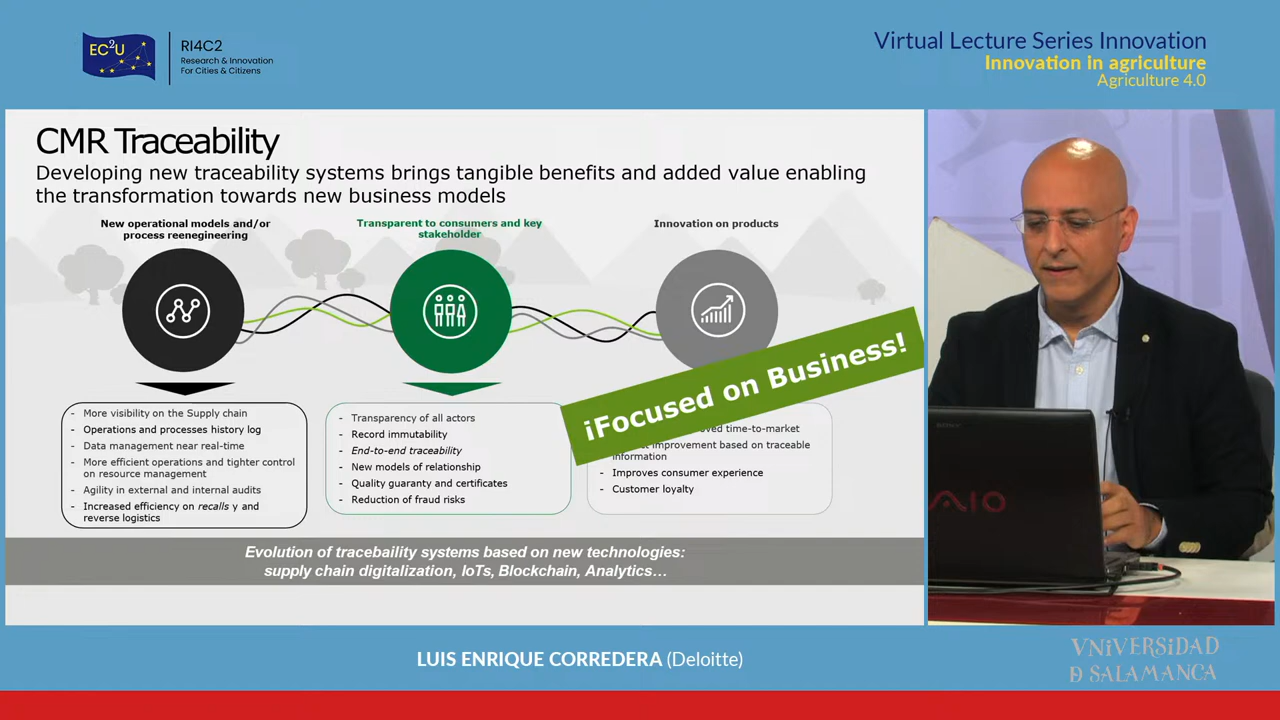 EC2U
RI4C2
Research & Innovation
For Cities & Citizens
Virtual Lecture Series Innovation
Innovation in agriculture
Agriculture 4.0
CMR Traceability
Developing new traceability systems brings tangible benefits and added value enabling
the transformation towards new business models
New operational models and/or
process reenegineering
Transparent to consumers and key
stakeholder
Innovation on products
¡Focused on Business!
- More visibility on the Supply chain
- Operations and processes history log
- Data management near real-time
- More efficient operations and tighter control
on resource management
- Agility in external and internal audits
- Increased efficiency on recalls y and
reverse logistics
- Transparency of all actors
- Record immutability
- End-to-end traceability
- New models of relationship
- Quality guaranty and certificates
- Reduction of fraud risks
time-to-market
improvement based on traceable
information
- Improves consumer experience
- Customer loyalty
Evolution of tracebaility systems based on new technologies:
supply chain digitalization, IoTs, Blockchain, Analytics...
SONY
AIO
LUIS ENRIQUE CORREDERA (Deloitte)
VNiVERSiDAD
Ð SALAMANCA